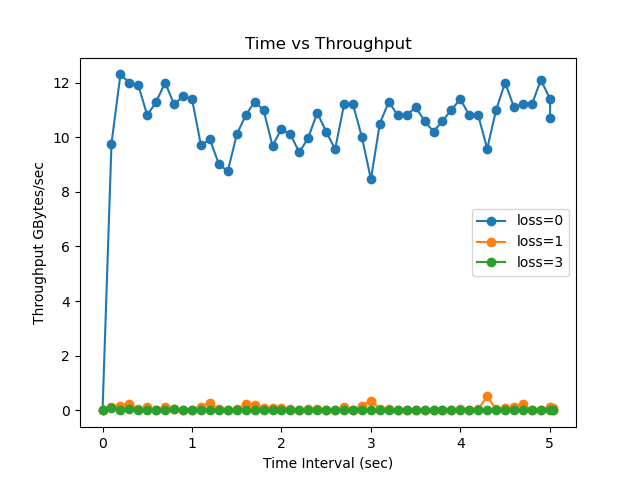 Time vs Throughput
Throughput GBytes/sec
12
10
8
6
4
2
0
loss=0
loss=1
loss=3
0 1 2 3 4 5
Time Interval (sec)